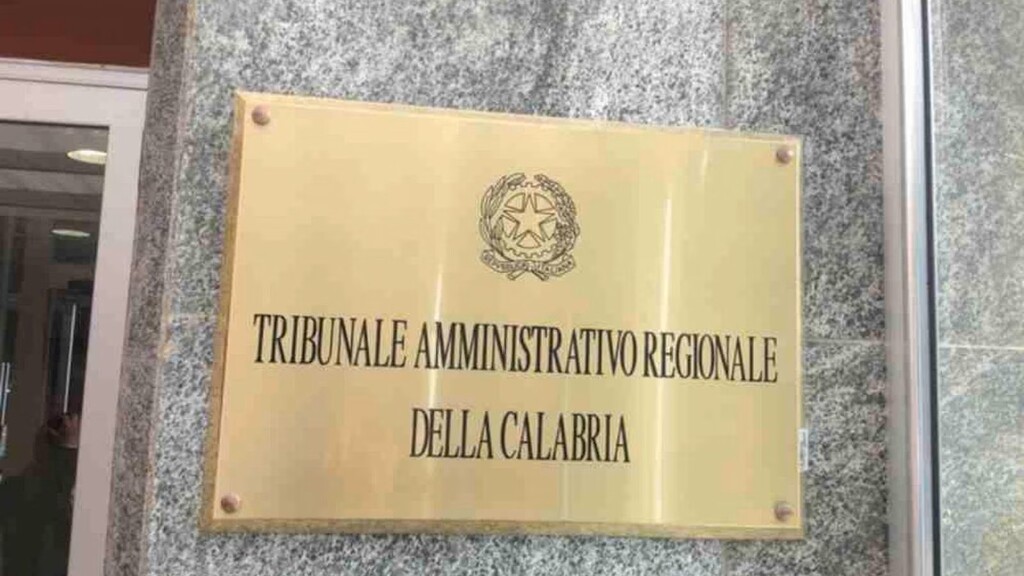 TRIBUNALE AMMINISTRATIVO REGIONALE
DELLA CALABRIA